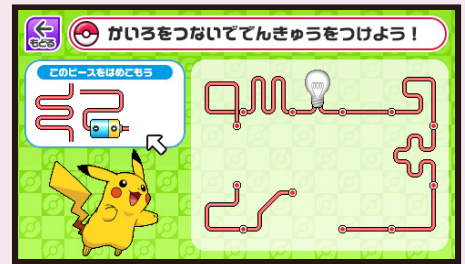 もどる
かいろをつないででんきゅうをつけよう！
このピースをはめこもう